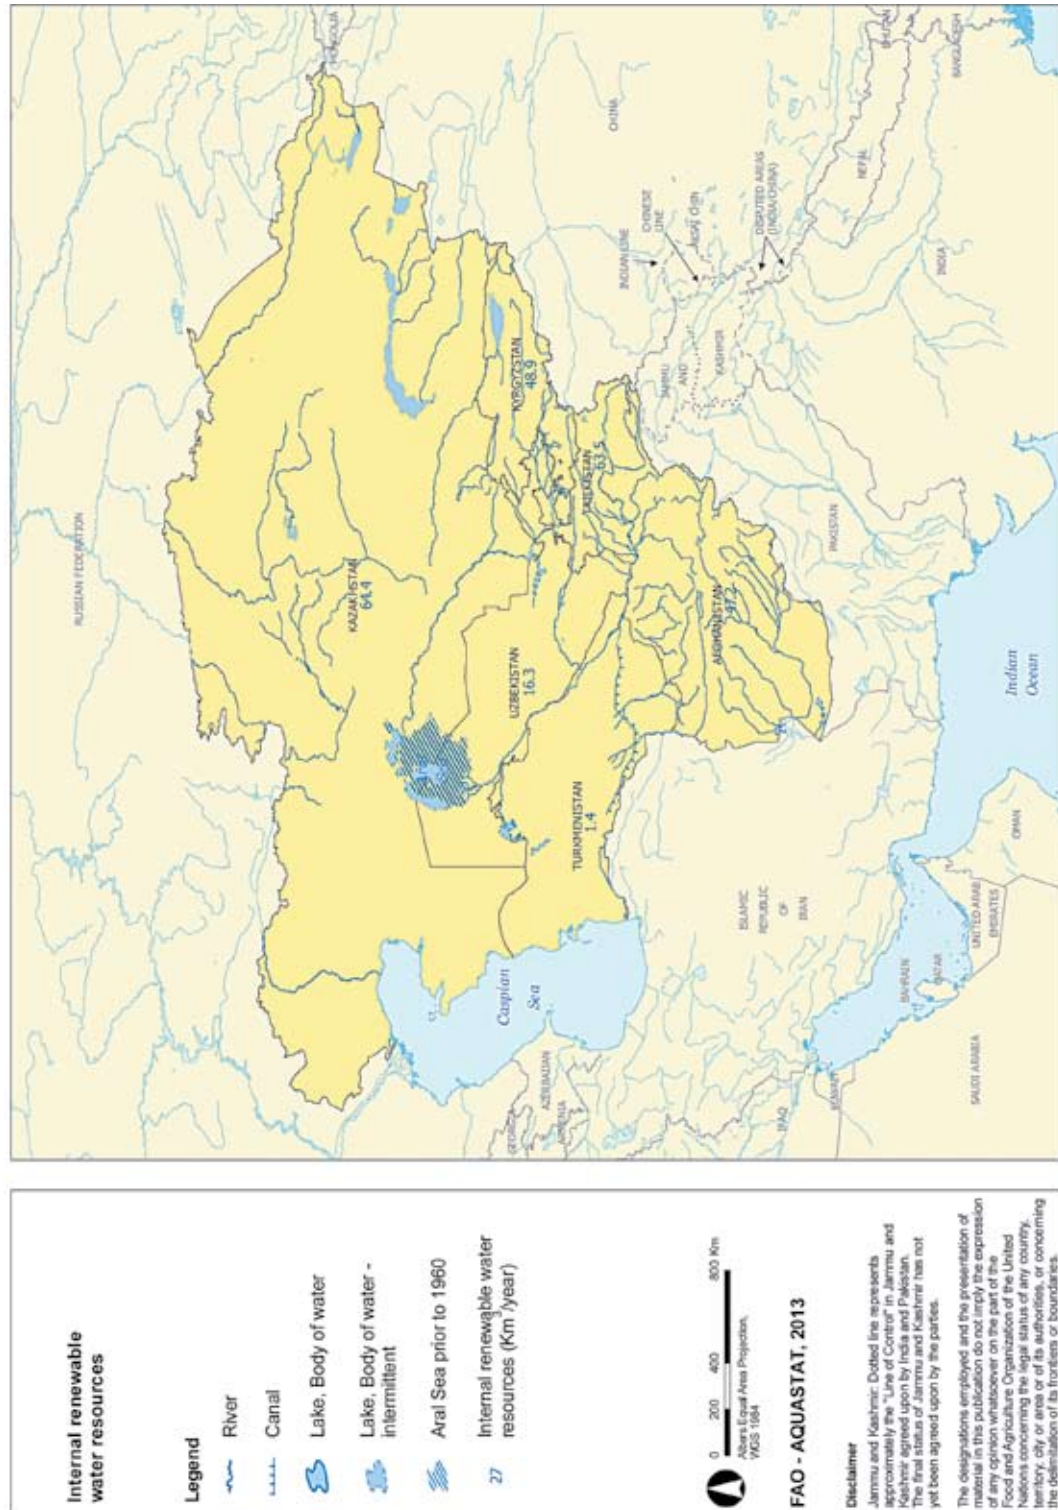 Internal renewable
water resources
Legend
River
Canal
Lake, Body of water
Lake, Body of water -
intermittent
Aral Sea prior to 1960
27
Internal renewable water
resources (Km³/year)
0 200 400 800 Km
Albers Equal Area Projection,
WGS 1984
FAO - AQUASTAT, 2013
Disclaimer
Jammu and Kashmir: Dotted line represents
approximately the "Line of Control" in Jammu and
Kashmir agreed upon by India and Pakistan.
The final status of Jammu and Kashmir has not
yet been agreed upon by the parties.
The designations employed and the presentation of
material in this publication do not imply the expression
of any opinion whatsoever on the part of the
Food and Agriculture Organization of the United
Nations concerning the legal status of any country,
territory, city or area or of its authorities, or concerning
the delimitation of its frontiers or boundaries.
RUSSIAN FEDERATION
MONGOLIA
KAZAKHSTAN
64.4
UZBEKISTAN
16.3
TURKMENISTAN
1.4
KYRGYZSTAN
48.9
TAJIKISTAN
63.5
AFGHANISTAN
47.2
Caspian
Sea
GEORGIA
AZERBAIJAN
ARMENIA
IRAQ
KUWAIT
SAUDI ARABIA
BAHRAIN
QATAR
UNITED ARAB
EMIRATES
OMAN
ISLAMIC
REPUBLIC
OF
IRAN
PAKISTAN
JAMMU
AND
KASHMIR
INDIAN LINE
CHINESE
LINE
Aksai Chin
DISPUTED AREAS
(INDIA/CHINA)
CHINA
NEPAL
INDIA
BHUTAN
BANGLADESH
Indian
Ocean